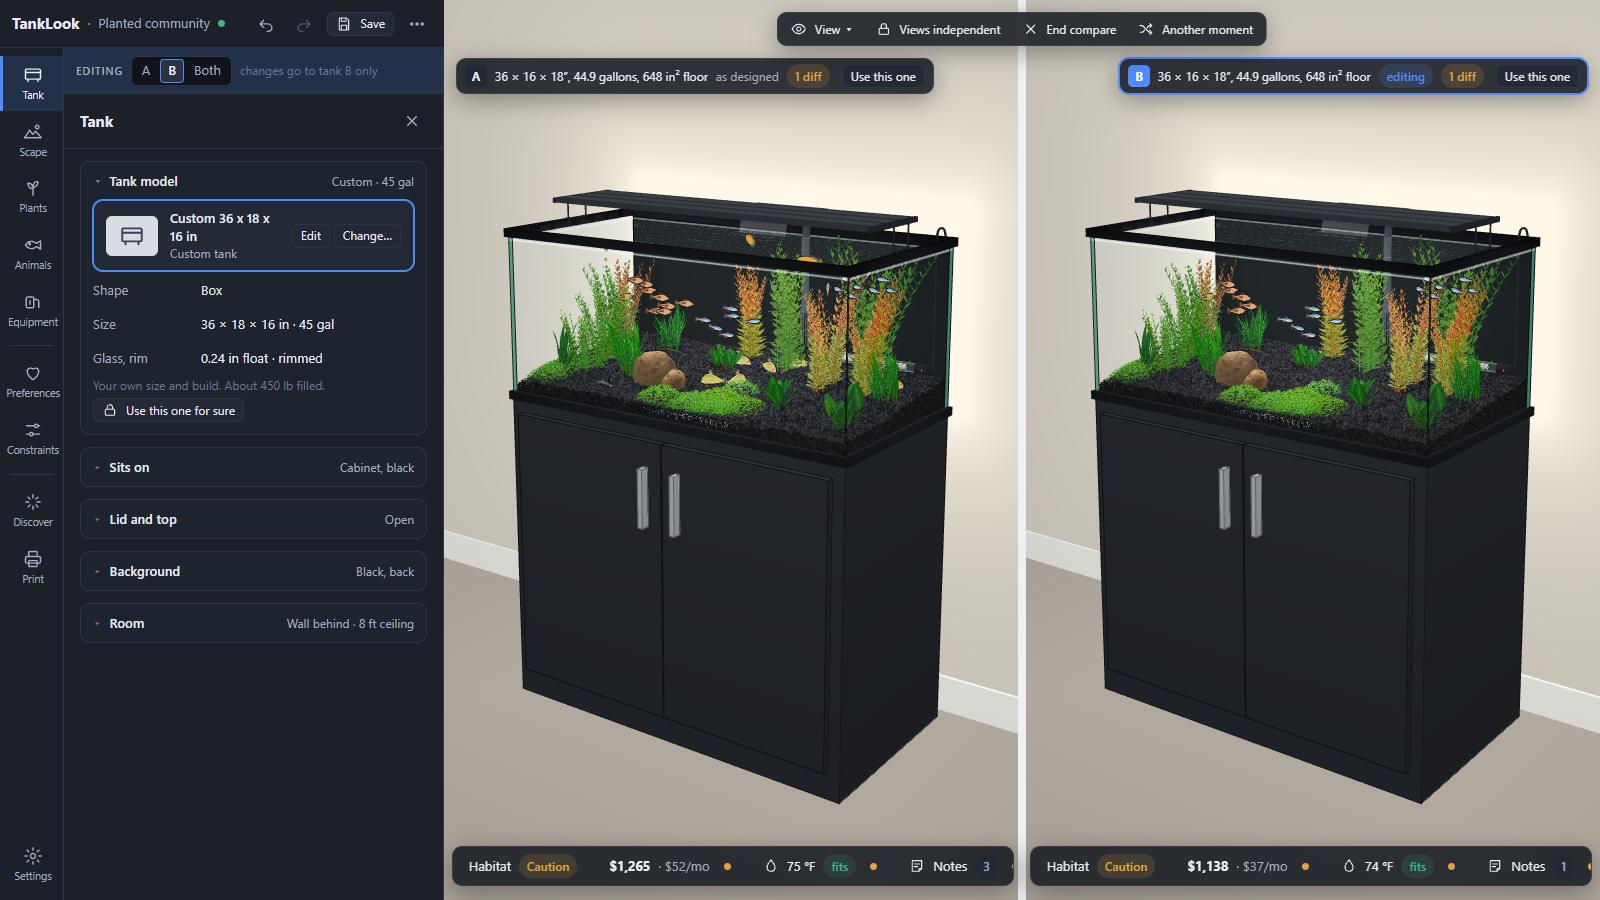 TankLook · Planted community
Save
EDITING A B Both changes go to tank B only
Tank
Scape
Plants
Animals
Equipment
Preferences
Constraints
Discover
Print
Settings
Tank
Tank model Custom · 45 gal
Custom 36 x 18 x
16 in
Custom tank
Edit
Change...
Shape Box
Size 36 × 18 × 16 in · 45 gal
Glass, rim 0.24 in float · rimmed
Your own size and build. About 450 lb filled.
Use this one for sure
Sits on Cabinet, black
Lid and top Open
Background Black, back
Room Wall behind · 8 ft ceiling
View Views independent End compare Another moment
A 36 × 16 × 18″, 44.9 gallons, 648 in² floor as designed 1 diff Use this one
B 36 × 16 × 18″, 44.9 gallons, 648 in² floor editing 1 diff Use this one
Habitat Caution $1,265 · $52/mo 75 °F fits Notes 3
Habitat Caution $1,138 · $37/mo 74 °F fits Notes 1